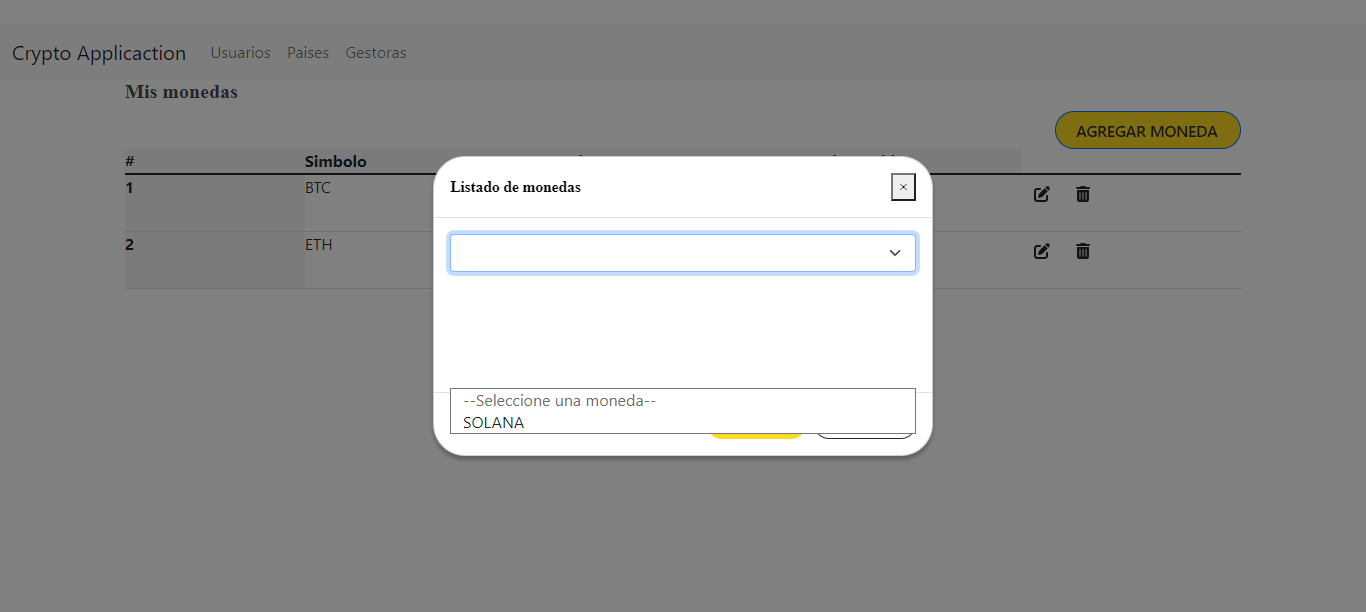 Crypto Applicaction Usuarios Paises Gestoras
Mis monedas
AGREGAR MONEDA
# Simbolo
1 BTC
2 ETH
Listado de monedas
×
--Seleccione una moneda--
SOLANA